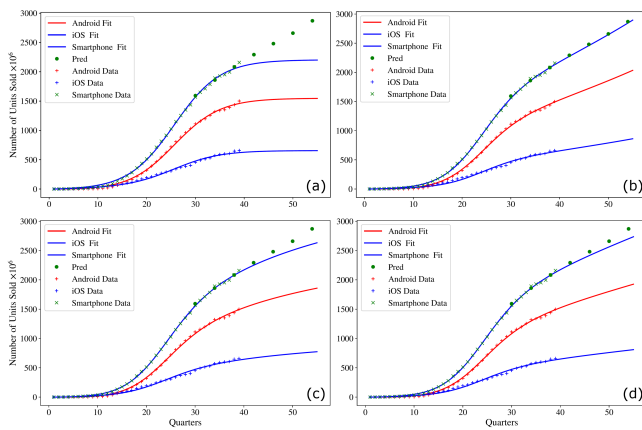 3000
2500
2000
1500
1000
500
0
Number of Units Sold ×10⁶
Android Fit
iOS Fit
Smartphone Fit
Pred
Android Data
iOS Data
Smartphone Data
(a)
0 10 20 30 40 50
3000
2500
2000
1500
1000
500
0
Android Fit
iOS Fit
Smartphone Fit
Pred
Android Data
iOS Data
Smartphone Data
(b)
0 10 20 30 40 50
3000
2500
2000
1500
1000
500
0
Number of Units Sold ×10⁶
Android Fit
iOS Fit
Smartphone Fit
Pred
Android Data
iOS Data
Smartphone Data
(c)
0 10 20 30 40 50
Quarters
3000
2500
2000
1500
1000
500
0
Android Fit
iOS Fit
Smartphone Fit
Pred
Android Data
iOS Data
Smartphone Data
(d)
0 10 20 30 40 50
Quarters